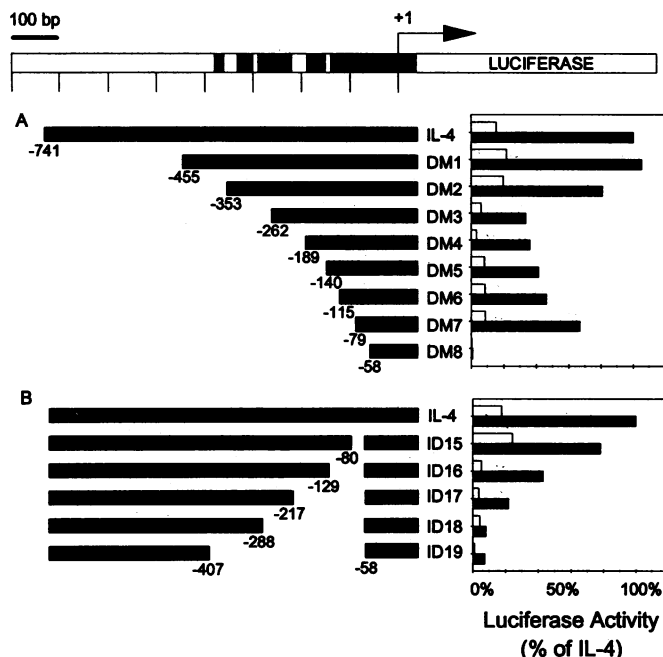 100 bp
+1
LUCIFERASE
A
IL-4
-741
DM1
-455
DM2
-353
DM3
-262
DM4
-189
DM5
-140
DM6
-115
DM7
-79
DM8
-58
B
IL-4
ID15
-80
ID16
-129
ID17
-217
ID18
-288
ID19
-407
-58
0% 50% 100%
Luciferase Activity
(% of IL-4)